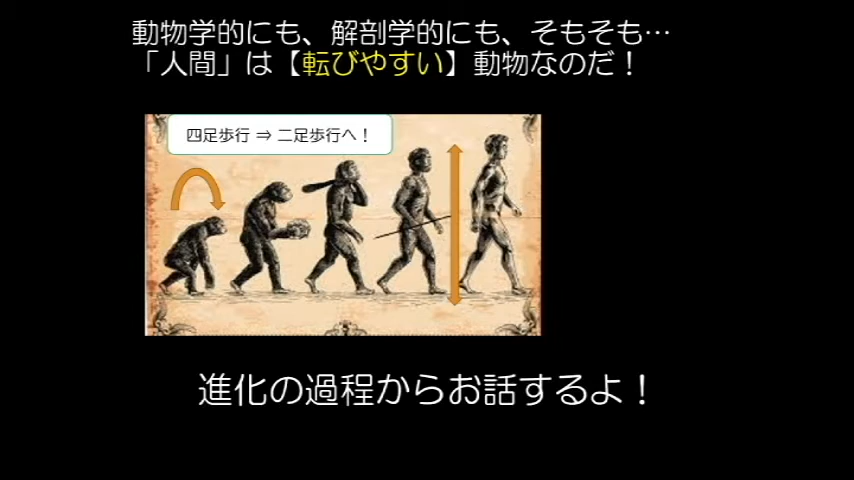 動物学的にも、解剖学的にも、そもそも…
「人間」は【転びやすい】動物なのだ！
四足歩行 ⇒ 二足歩行へ！
進化の過程からお話するよ！